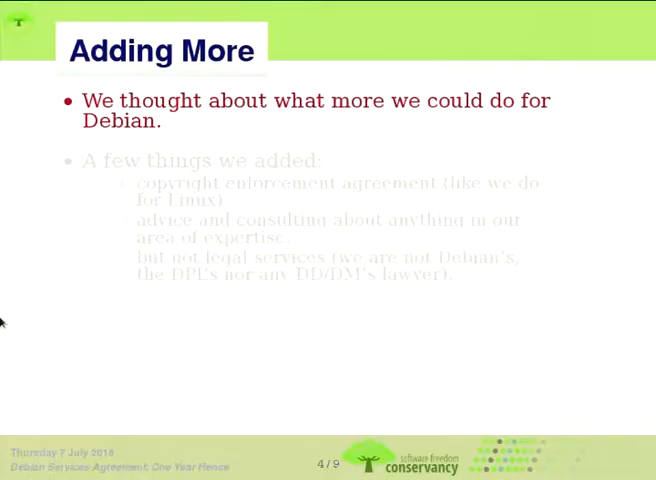 Adding More
• We thought about what more we could do for
Debian.
• A few things we added:
copyright enforcement agreement (like we do
for Linux)
advice and consulting about anything in our
area of expertise.
but not legal services (we are not Debian's,
the DPL's nor any DD/DM's lawyer).
Thursday 7 July 2016
Debian Services Agreement: One Year Hence
4 / 9
software freedom
conservancy